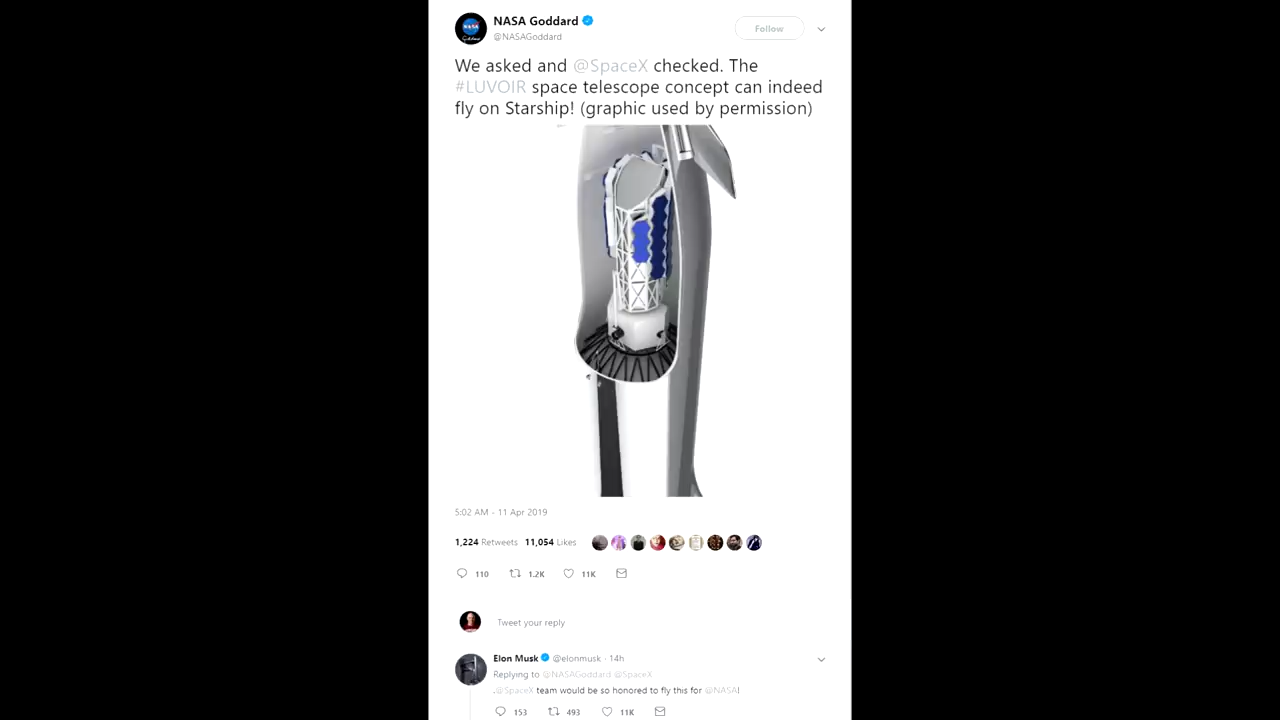 NASA Goddard
@NASAGoddard
Follow
We asked and @SpaceX checked. The
#LUVOIR space telescope concept can indeed
fly on Starship! (graphic used by permission)
5:02 AM - 11 Apr 2019
1,224 Retweets 11,054 Likes
110 1.2K 11K
Tweet your reply
Elon Musk @elonmusk · 14h
Replying to @NASAGoddard @SpaceX
.@SpaceX team would be so honored to fly this for @NASA!
153 493 11K